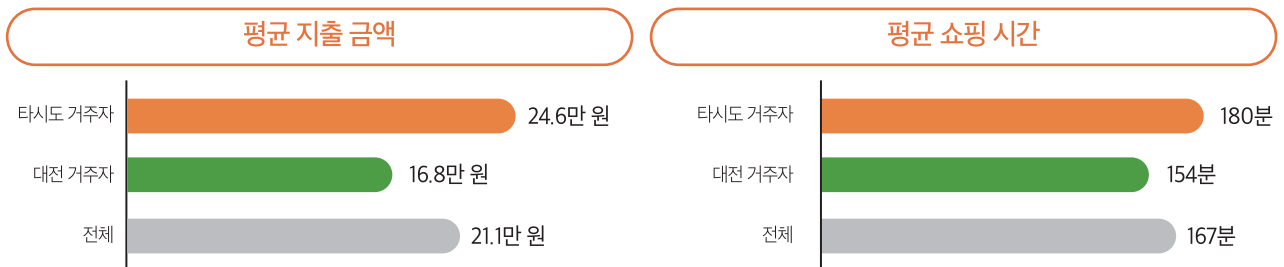 평균 지출 금액
타시도 거주자 24.6만 원
대전 거주자 16.8만 원
전체 21.1만 원
평균 쇼핑 시간
타시도 거주자 180분
대전 거주자 154분
전체 167분